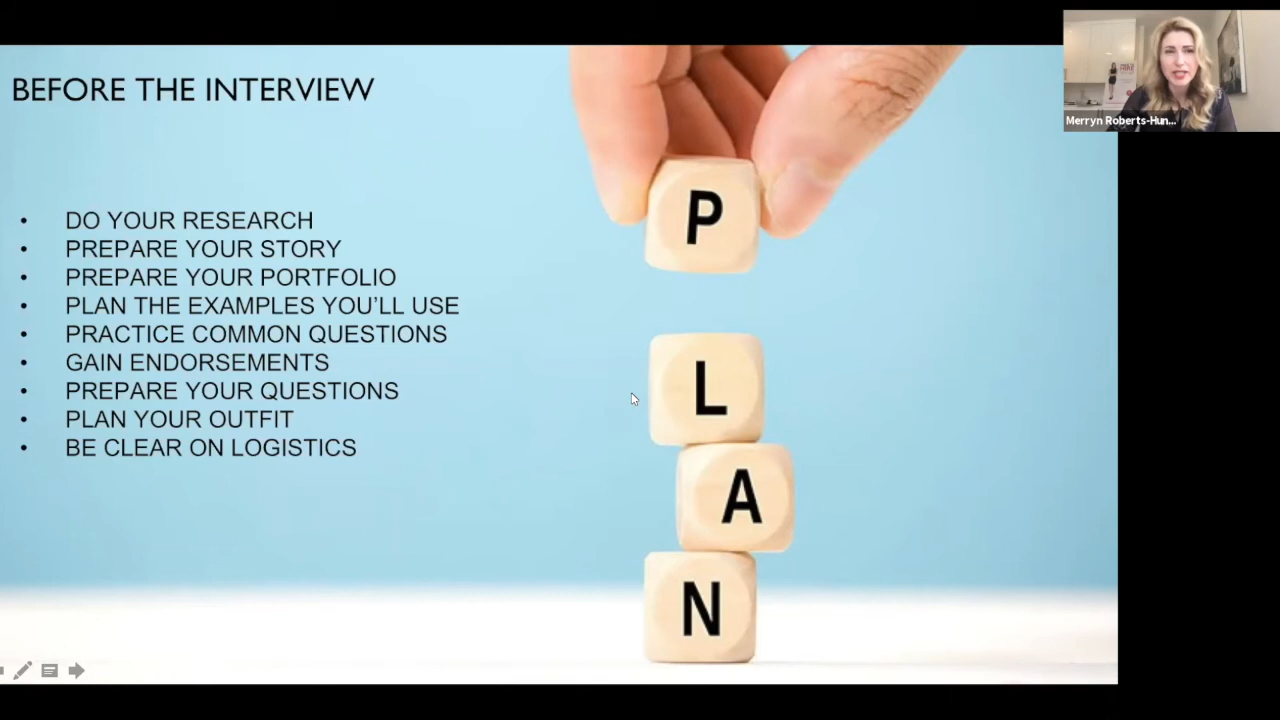 BEFORE THE INTERVIEW
• DO YOUR RESEARCH
• PREPARE YOUR STORY
• PREPARE YOUR PORTFOLIO
• PLAN THE EXAMPLES YOU'LL USE
• PRACTICE COMMON QUESTIONS
• GAIN ENDORSEMENTS
• PREPARE YOUR QUESTIONS
• PLAN YOUR OUTFIT
• BE CLEAR ON LOGISTICS
P
L
A
N
Merryn Roberts-Hun...